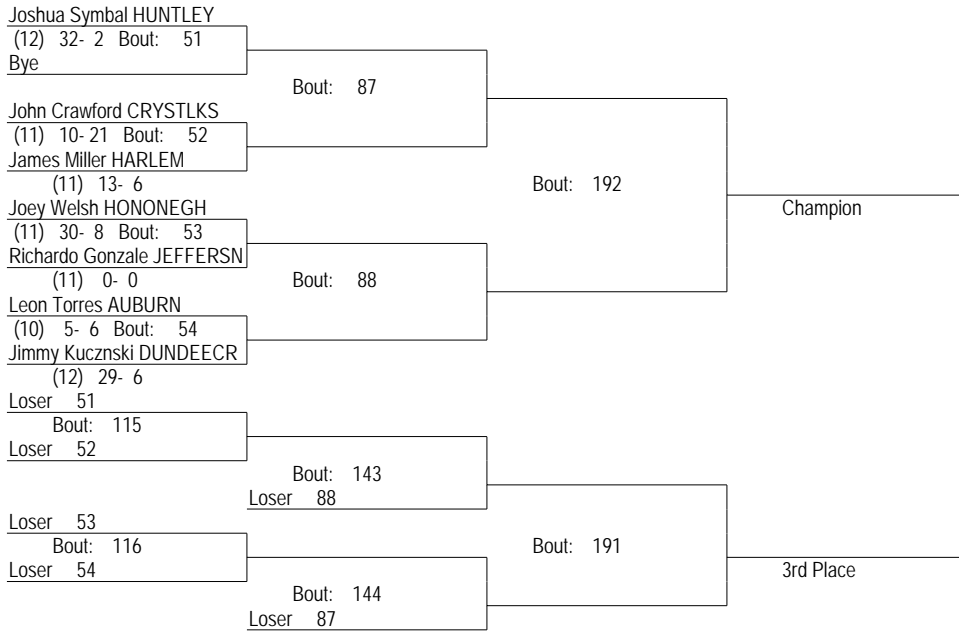 Joshua Symbal HUNTLEY
(12) 32- 2 Bout: 51
Bye
Bout: 87
John Crawford CRYSTLKS
(11) 10- 21 Bout: 52
James Miller HARLEM
(11) 13- 6
Bout: 192
Champion
Joey Welsh HONONEGH
(11) 30- 8 Bout: 53
Richardo Gonzale JEFFERSN
(11) 0- 0
Bout: 88
Leon Torres AUBURN
(10) 5- 6 Bout: 54
Jimmy Kucznski DUNDEECR
(12) 29- 6
Loser 51
Bout: 115
Loser 52
Bout: 143
Loser 88
Loser 53
Bout: 116
Loser 54
Bout: 191
3rd Place
Bout: 144
Loser 87